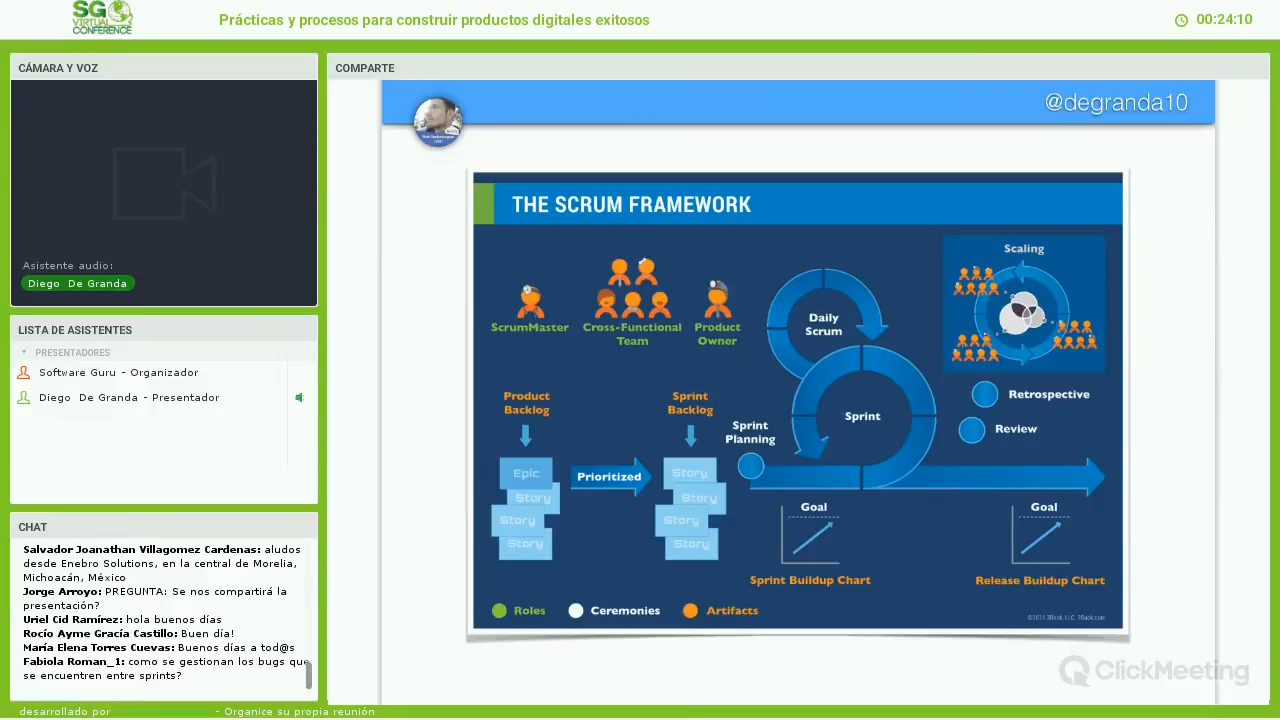 SG
VIRTUAL
CONFERENCE
Prácticas y procesos para construir productos digitales exitosos
00:24:10
CÁMARA Y VOZ
Asistente audio:
Diego De Granda
LISTA DE ASISTENTES
PRESENTADORES
Software Guru - Organizador
Diego De Granda - Presentador
CHAT
Salvador Joanathan Villagomez Cardenas: aludos
desde Enebro Solutions, en la central de Morelia,
Michoacán, México
Jorge Arroyo: PREGUNTA: Se nos compartirá la
presentación?
Uriel Cid Ramírez: hola buenos días
Rocío Ayme Gracía Castillo: Buen día!
María Elena Torres Cuevas: Buenos días a tod@s
Fabiola Roman_1: como se gestionan los bugs que
se encuentren entre sprints?
desarrollado por
- Organice su propia reunión
COMPARTE
@degranda10
THE SCRUM FRAMEWORK
ScrumMaster
Cross-Functional
Team
Product
Owner
Daily
Scrum
Scaling
Retrospective
Review
Product
Backlog
Sprint
Backlog
Sprint
Planning
Sprint
Epic
Story
Story
Story
Prioritized
Story
Story
Story
Story
Goal
Sprint Buildup Chart
Goal
Release Buildup Chart
Roles
Ceremonies
Artifacts
©2014 3Back, LLC. 3Back.com
ClickMeeting